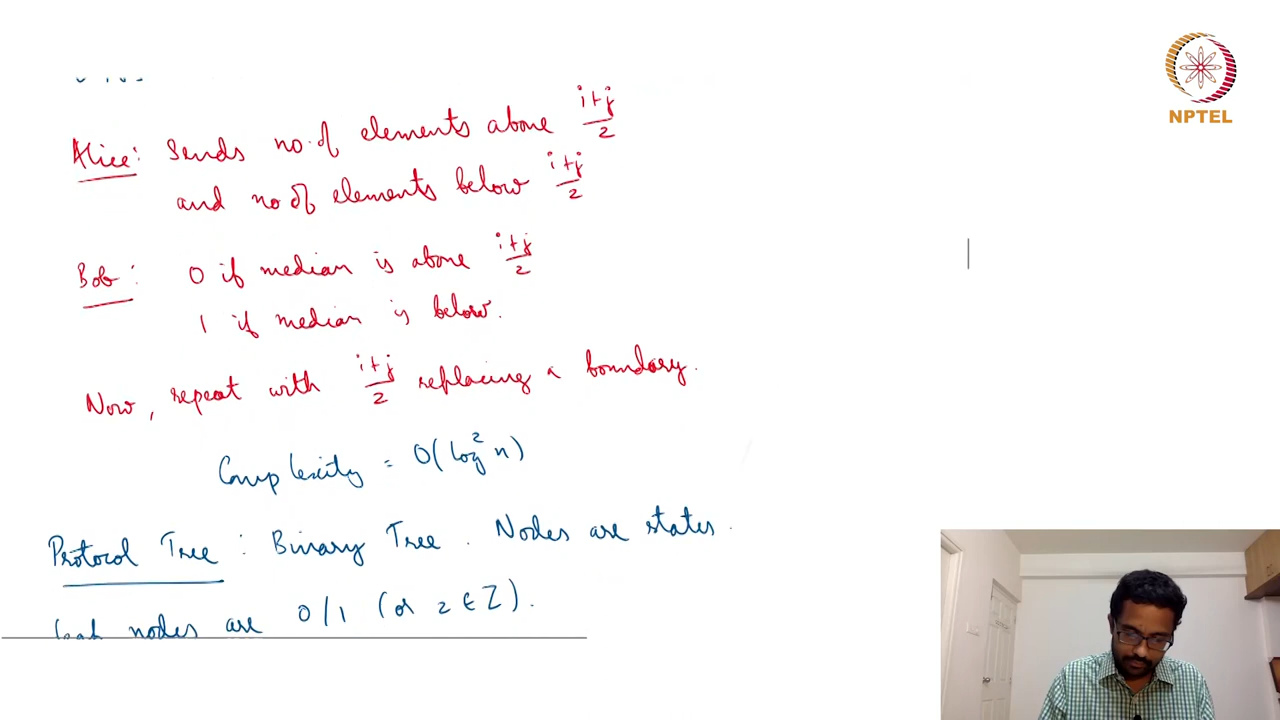 Alice: Sends no. of elements above i+j/2
and no of elements below i+j/2
Bob: 0 if median is above i+j/2
1 if median is below.
Now, repeat with i+j/2 replacing a boundary.
Complexity = O(log² n)
Protocol Tree: Binary Tree. Nodes are states.
leaf nodes are 0/1 (or z ∈ Z).
NPTEL